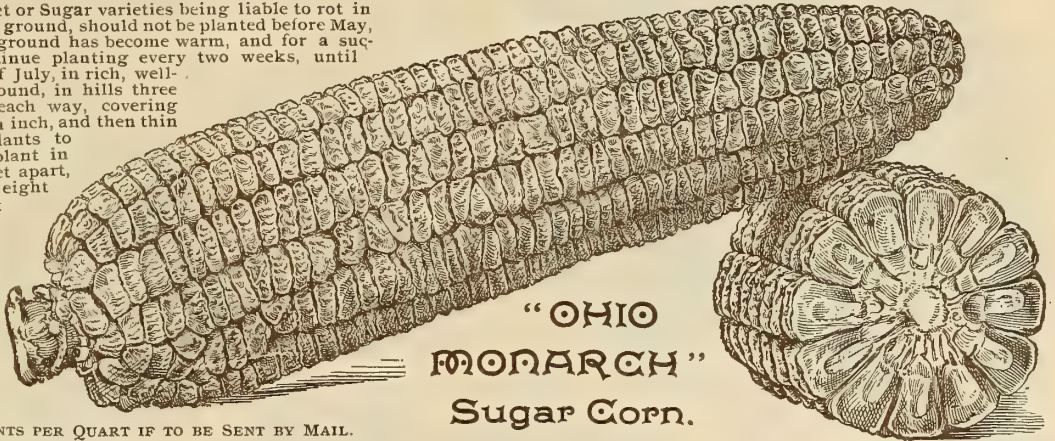 et or Sugar varieties being liable to rot in
ground, should not be planted before May,
ground has become warm, and for a suc-
tinue planting every two weeks, until
f July, in rich, well-
ound, in hills three
each way, covering
inch, and then thin
lants to
plant in
et apart,
eight
"OHIO
MONARCH"
Sugar Corn.
NTS PER QUART IF TO BE SENT BY MAIL.